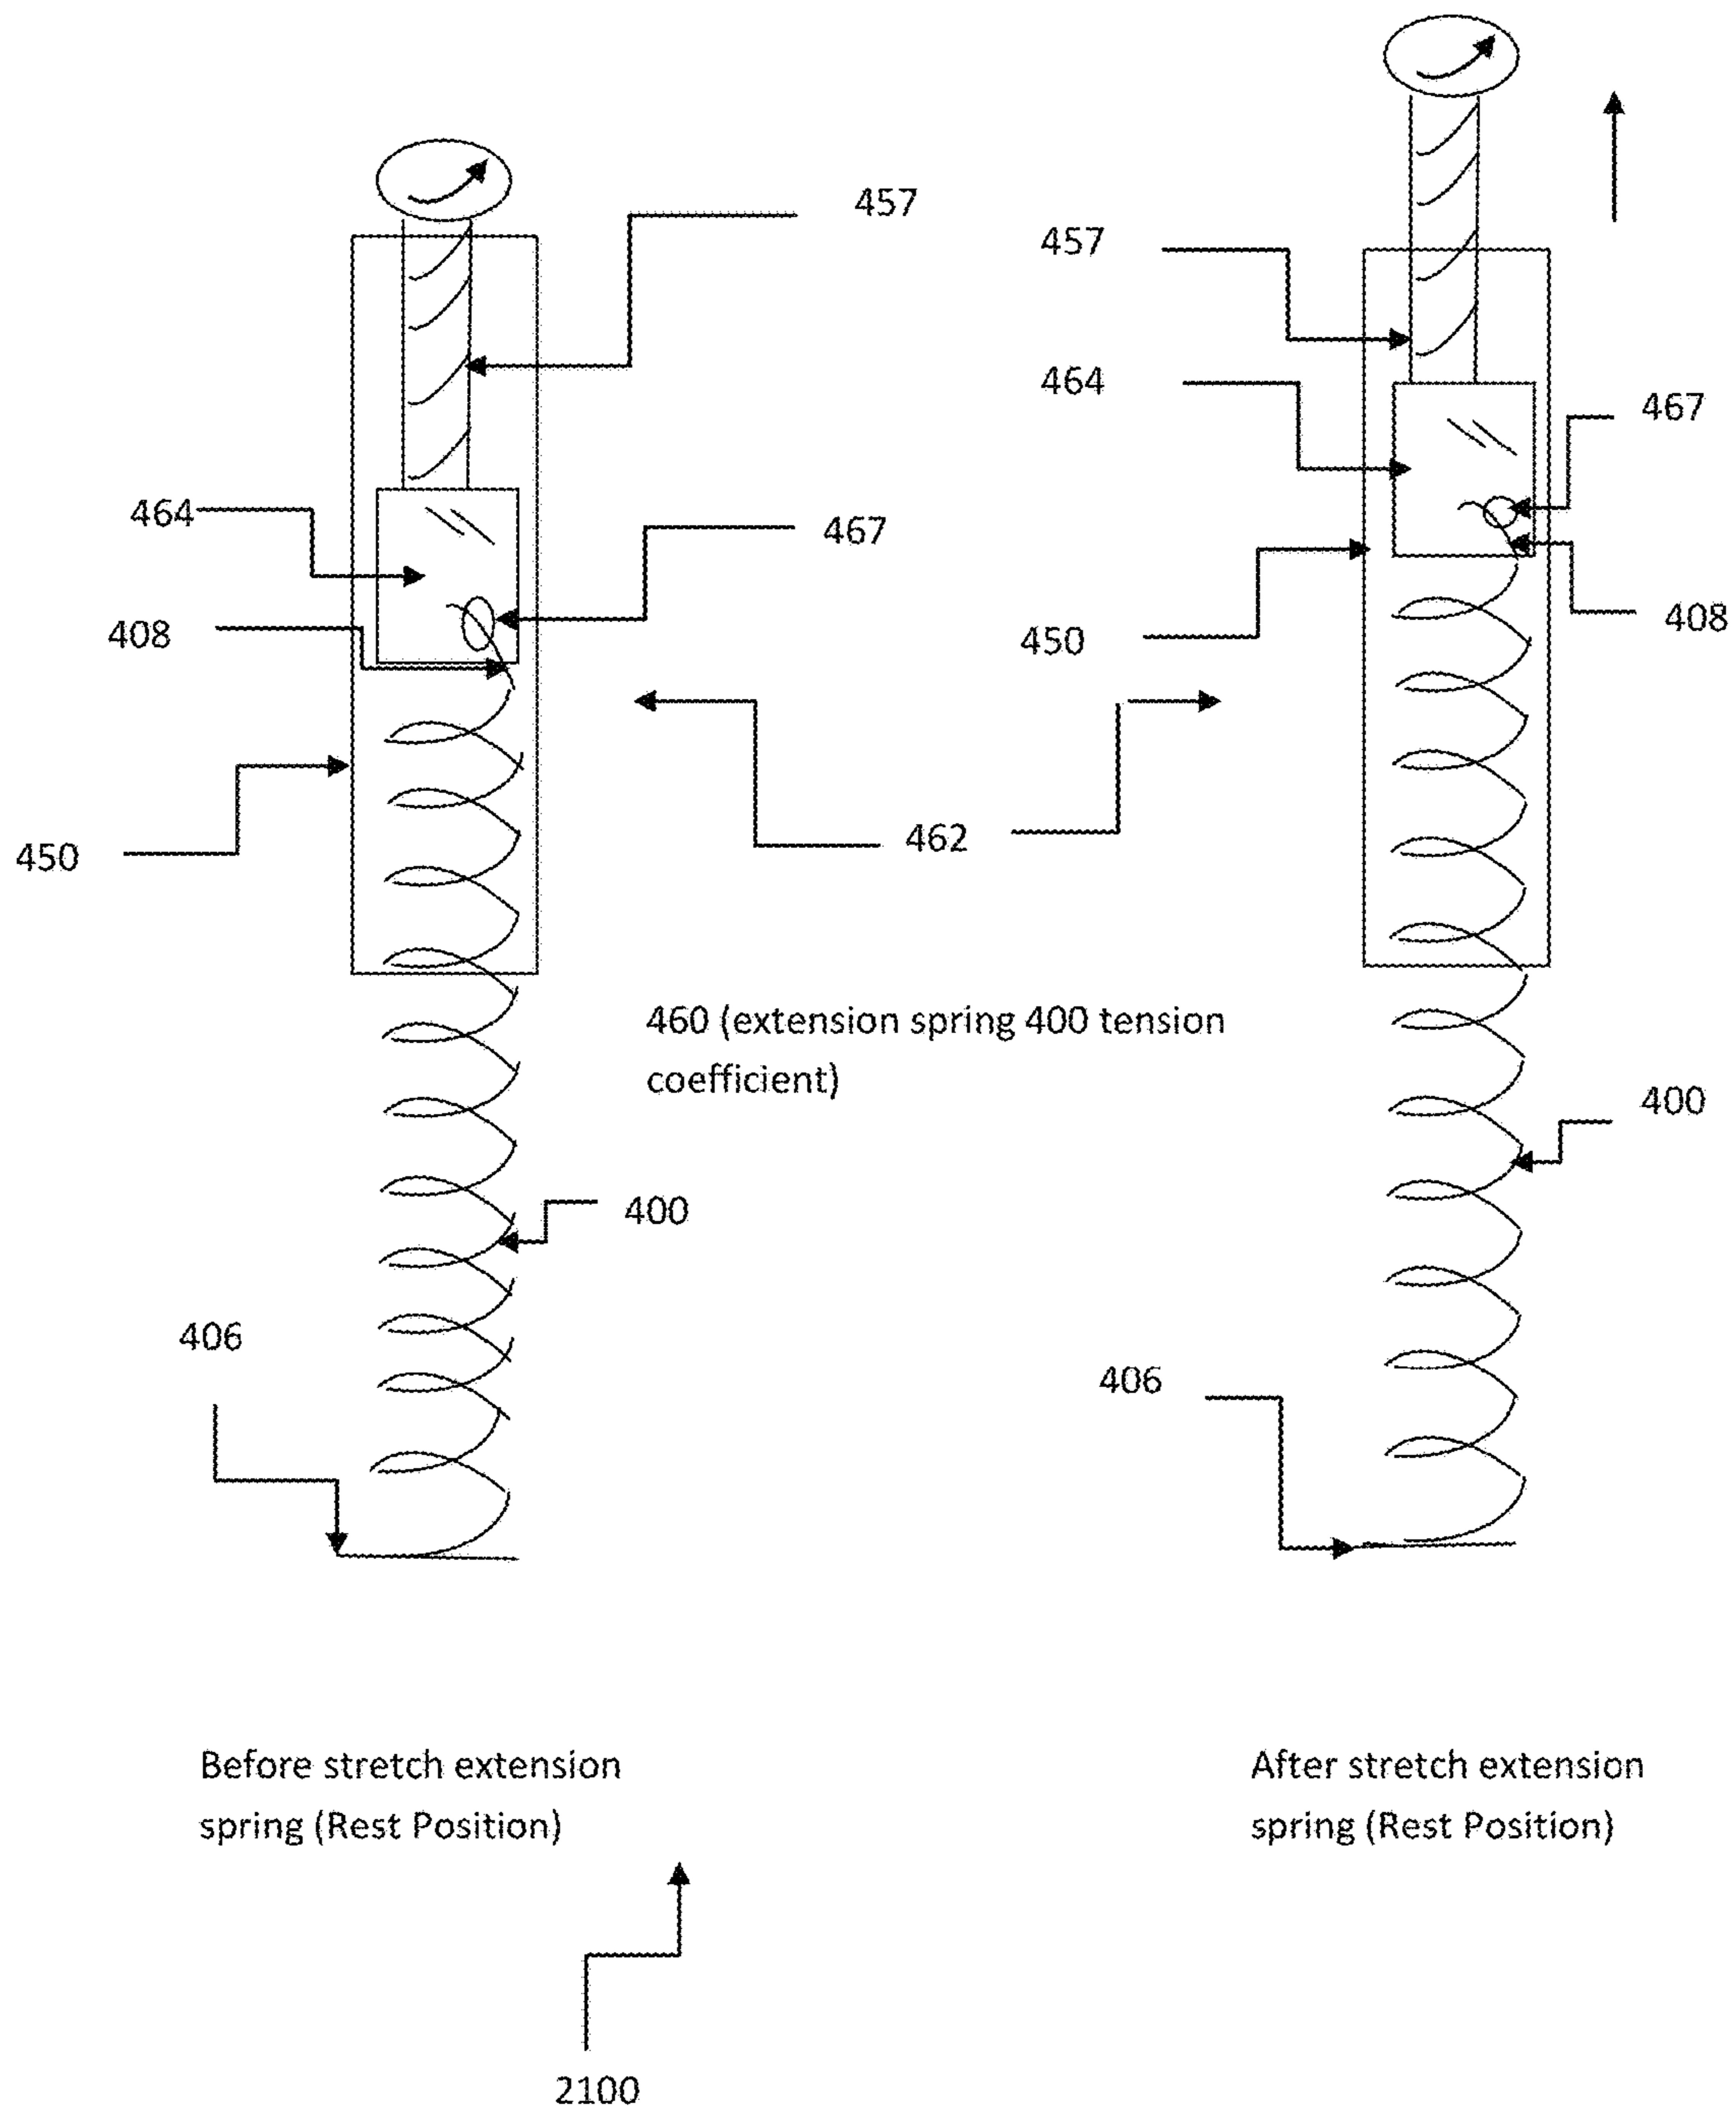 457
457
464
467
464
467
408
408
450
450
462
460 (extension spring 400 tension
coefficient)
400
400
406
406
Before stretch extension
spring (Rest Position)
After stretch extension
spring (Rest Position)
2100